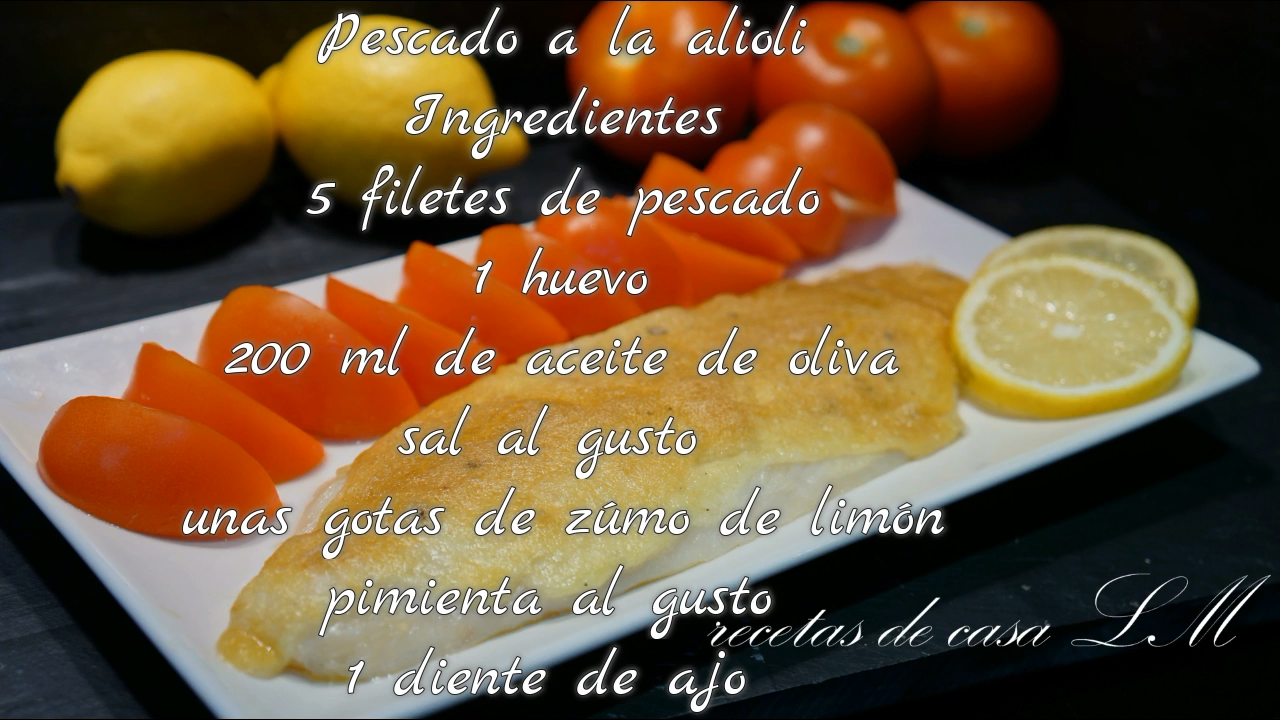 Pescado a la alioli
Ingredientes
5 filetes de pescado
1 huevo
200 ml de aceite de oliva
sal al gusto
unas gotas de zúmo de limón
pimienta al gusto
recetas de casa LM
1 diente de ajo